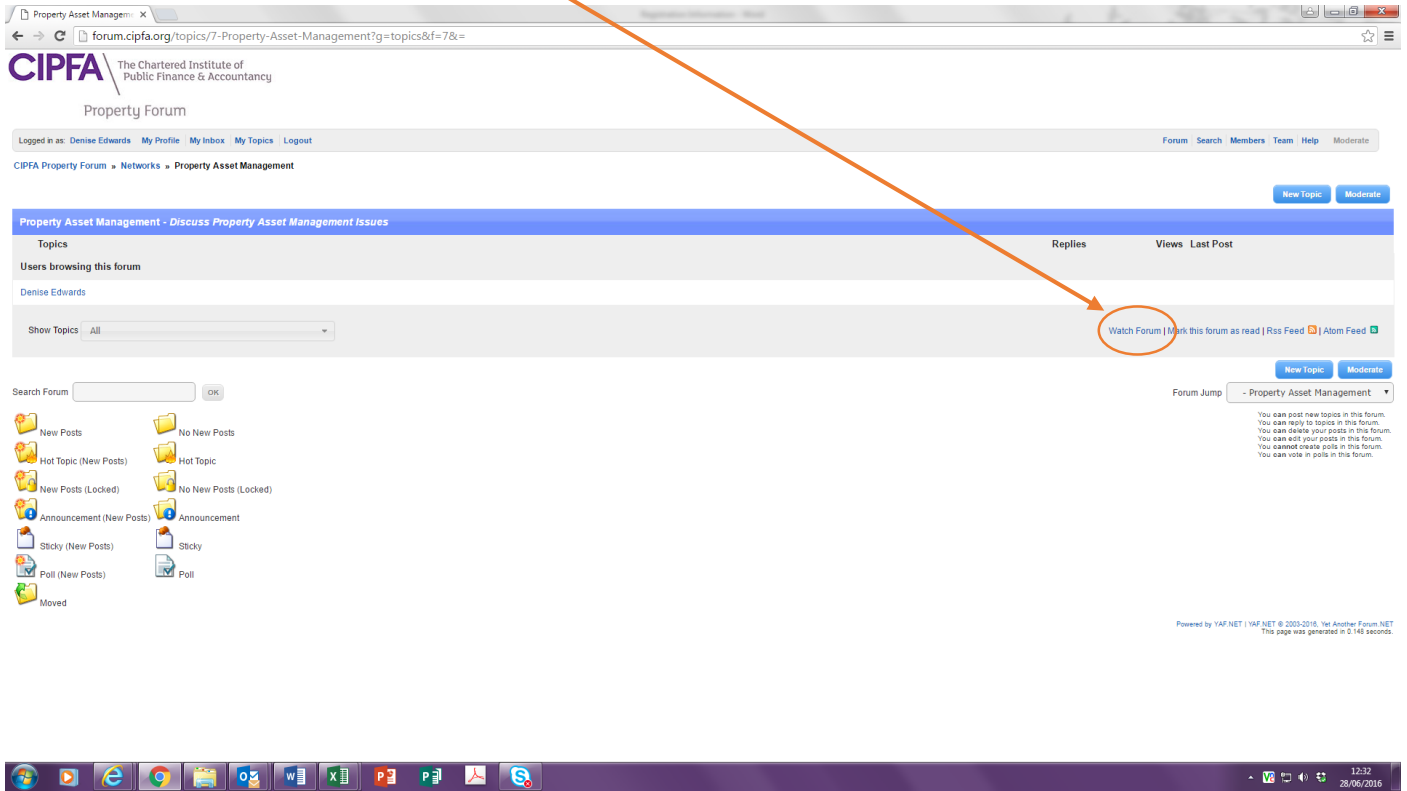 Property Asset Manageme
Registration Information - Word
forum.cipfa.org/topics/7-Property-Asset-Management?g=topics&f=7&=
CIPFA The Chartered Institute of
Public Finance & Accountancy
Property Forum
Logged in as: Denise Edwards My Profile My Inbox My Topics Logout Forum Search Members Team Help Moderate
CIPFA Property Forum » Networks » Property Asset Management
New Topic Moderate
Property Asset Management - Discuss Property Asset Management Issues
Topics Replies Views Last Post
Users browsing this forum
Denise Edwards
Show Topics All Watch Forum | Mark this forum as read | Rss Feed | Atom Feed
New Topic Moderate
Search Forum OK Forum Jump - Property Asset Management
You can post new topics in this forum.
You can reply to topics in this forum.
You can delete your posts in this forum.
You can edit your posts in this forum.
You cannot create polls in this forum.
You can vote in polls in this forum.
New Posts No New Posts
Hot Topic (New Posts) Hot Topic
New Posts (Locked) No New Posts (Locked)
Announcement (New Posts) Announcement
Sticky (New Posts) Sticky
Poll (New Posts) Poll
Moved
Powered by YAF.NET | YAF.NET © 2003-2016, Yet Another Forum.NET
This page was generated in 0.148 seconds.
12:32
28/06/2016